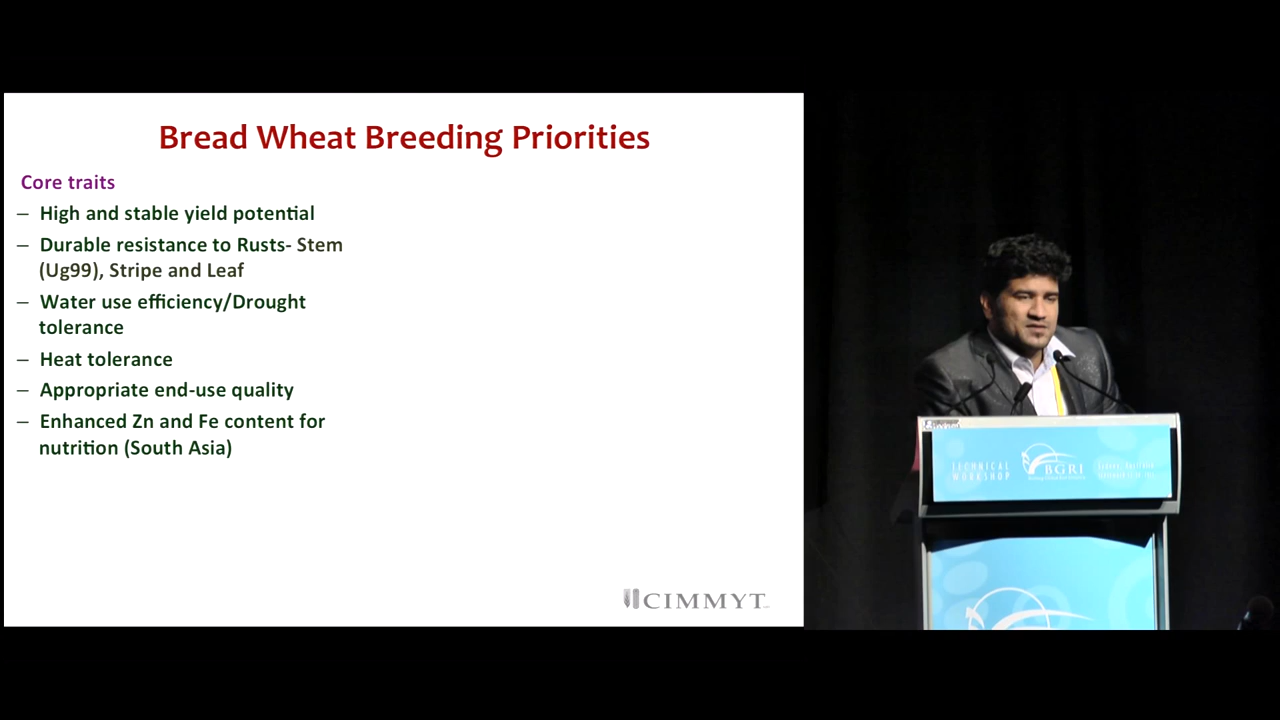 Bread Wheat Breeding Priorities
Core traits
– High and stable yield potential
– Durable resistance to Rusts- Stem
(Ug99), Stripe and Leaf
– Water use efficiency/Drought
tolerance
– Heat tolerance
– Appropriate end-use quality
– Enhanced Zn and Fe content for
nutrition (South Asia)
CIMMYT
TECHNICAL
WORKSHOP
BGRI